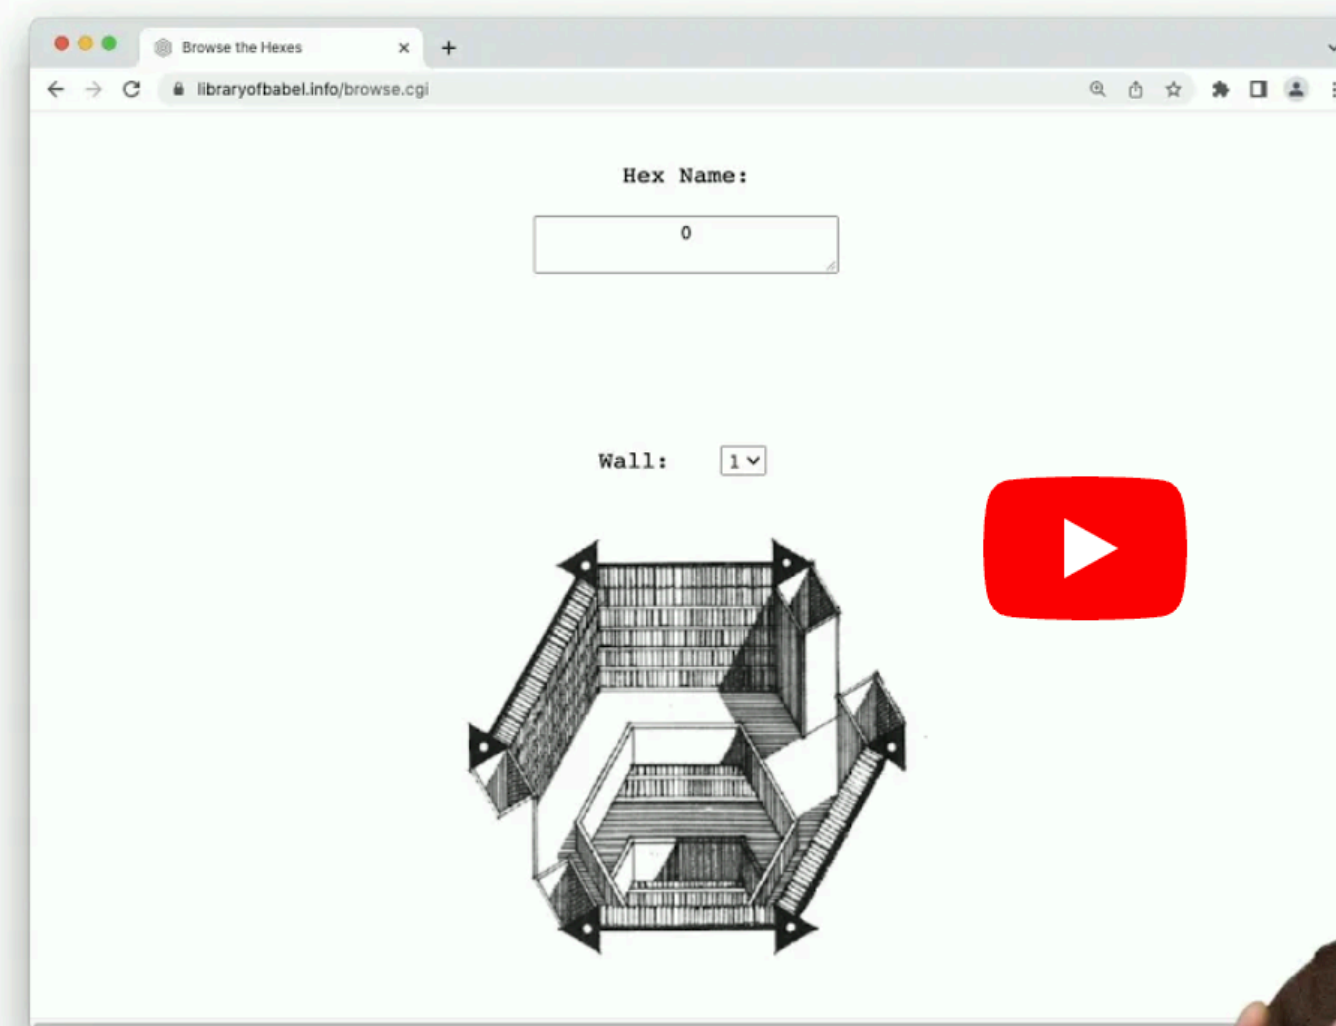 Browse the Hexes
libraryofbabel.info/browse.cgi
Hex Name:
0
Wall: 1